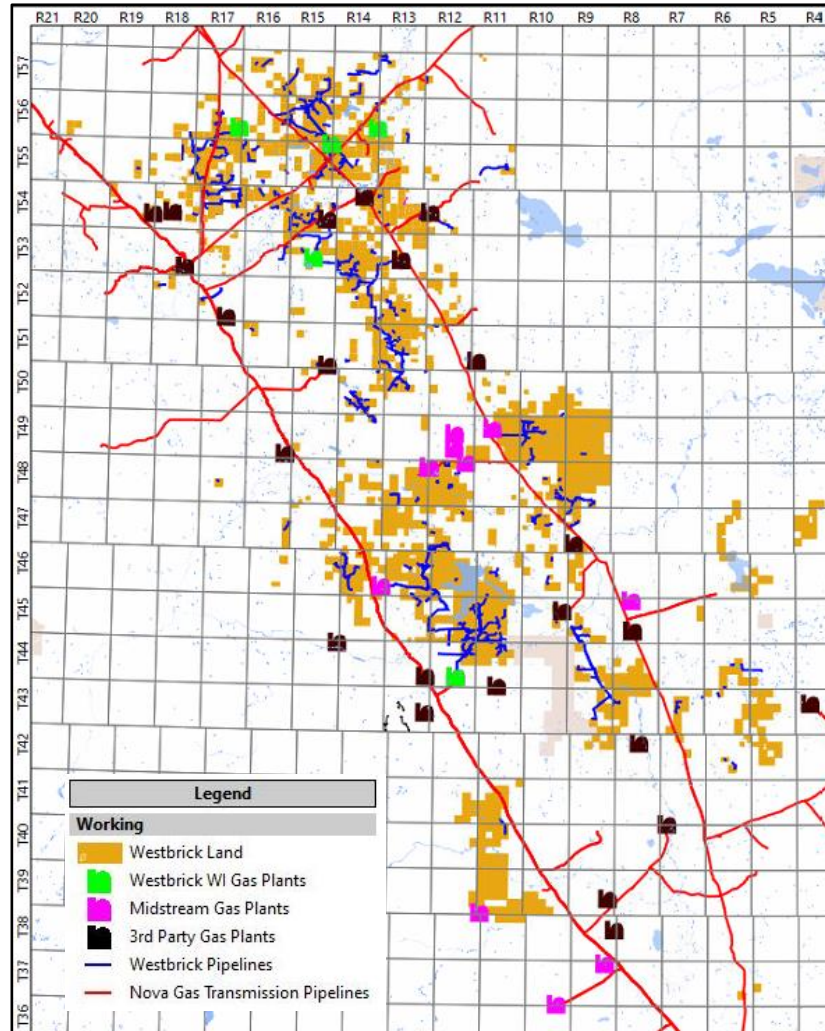 R21 R20 R18 R17 R16 R15 R14 R13 R12 R11 R10 R9 R8 R7 R6 R5 R4
T57
T56
T55
T54
T53
T52
T51
T50
T49
T48
T47
T46
T45
T44
T43
T42
T41
T40
T39
T38
T37
T36
Legend
Working
Westbrick Land
Westbrick WI Gas Plants
Midstream Gas Plants
3rd Party Gas Plants
Westbrick Pipelines
Nova Gas Transmission Pipelines